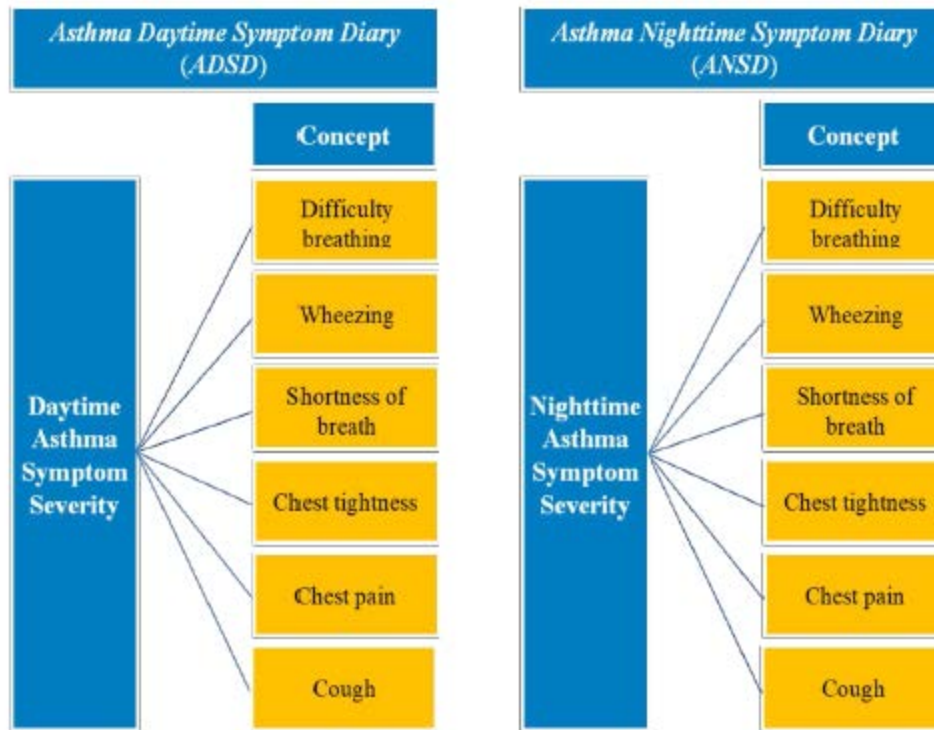 Asthma Daytime Symptom Diary
(ADSD)
Concept
Daytime
Asthma
Symptom
Severity
Difficulty
breathing
Wheezing
Shortness of
breath
Chest tightness
Chest pain
Cough
Asthma Nighttime Symptom Diary
(ANSD)
Concept
Nighttime
Asthma
Symptom
Severity
Difficulty
breathing
Wheezing
Shortness of
breath
Chest tightness
Chest pain
Cough